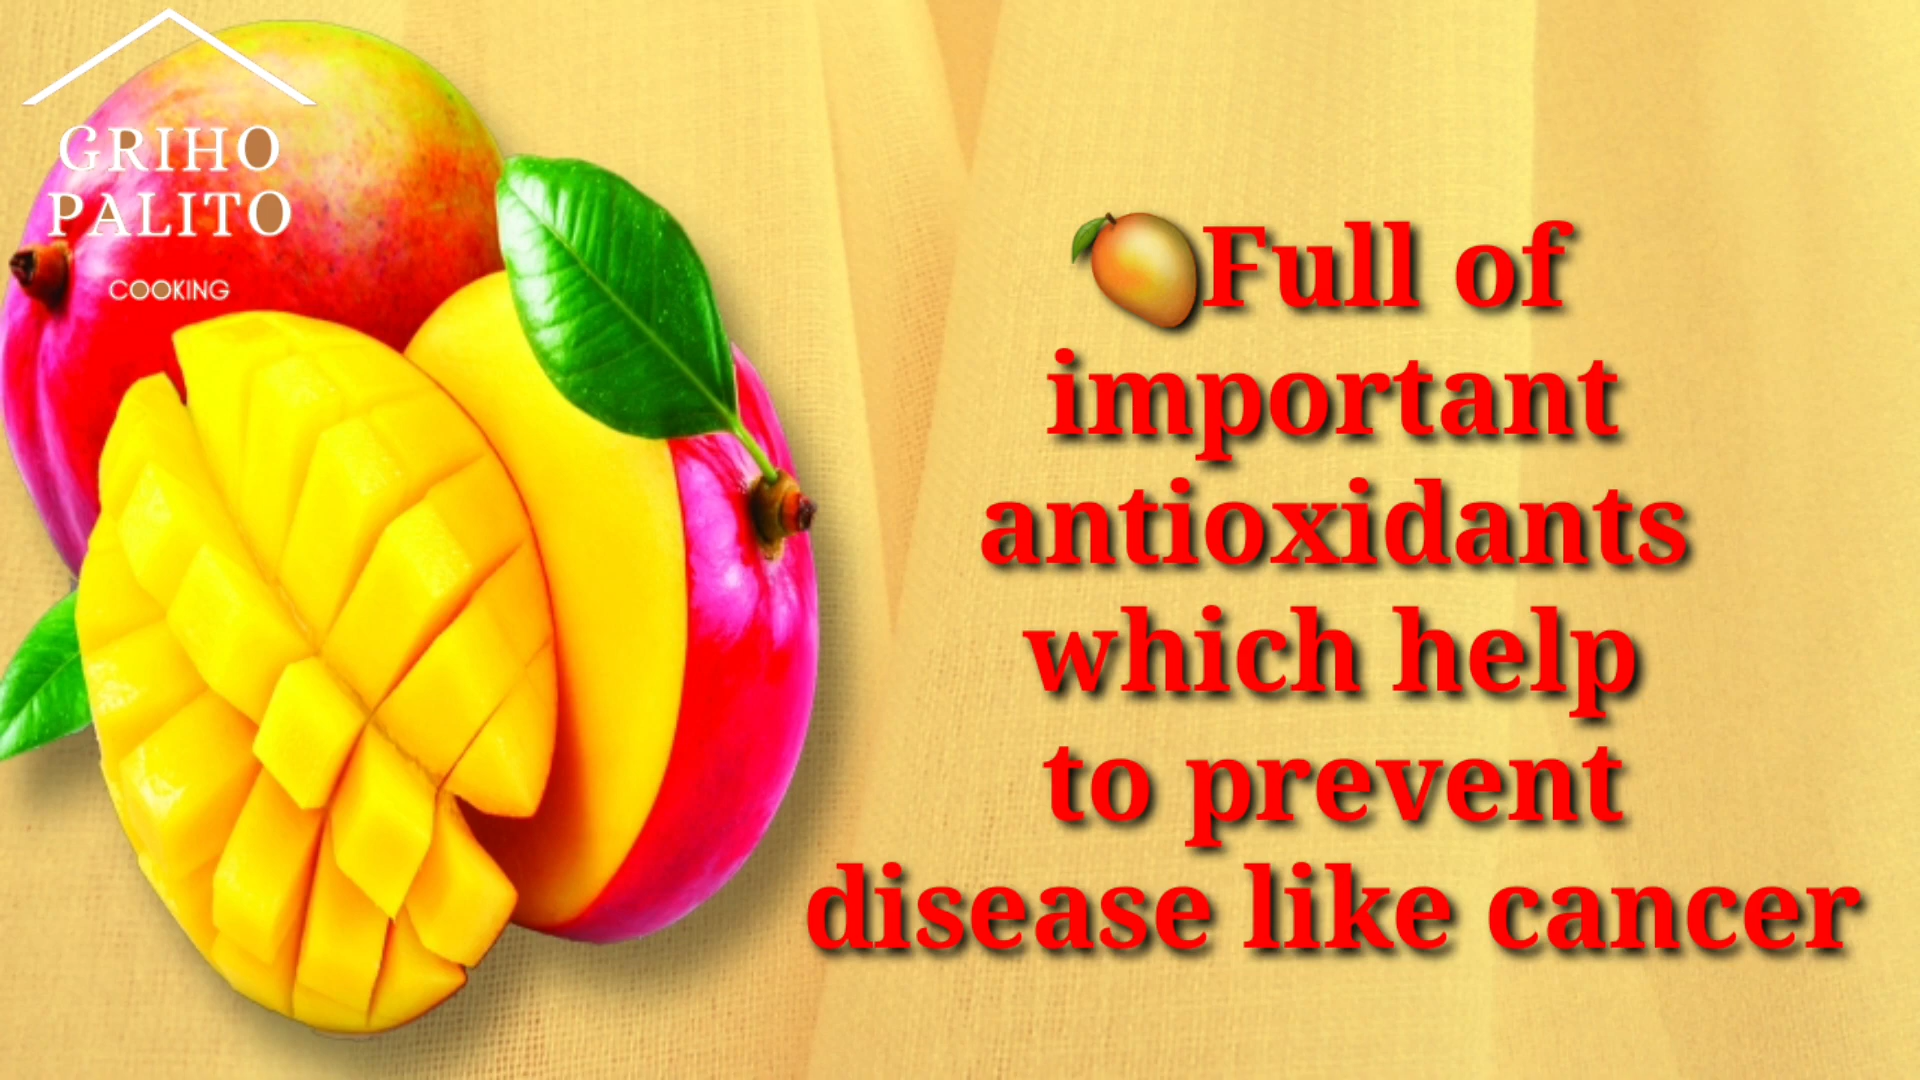 GRIHO
PALITO
COOKING
🥭Full of
important
antioxidants
which help
to prevent
disease like cancer